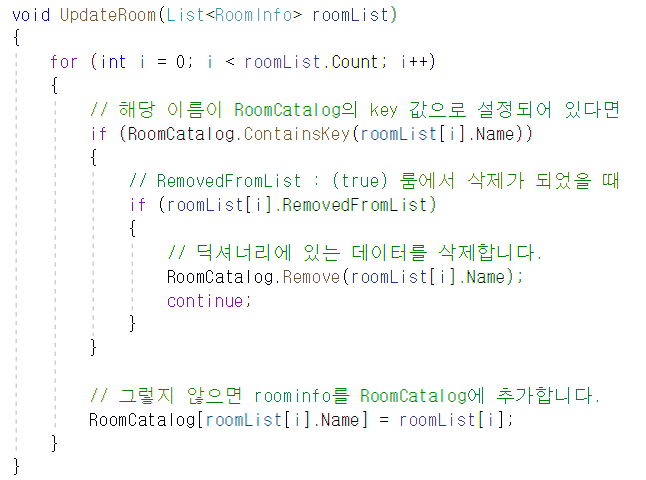 void UpdateRoom(List<RoomInfo> roomList)
{
for (int i = 0; i < roomList.Count; i++)
{
// 해당 이름이 RoomCatalog의 key 값으로 설정되어 있다면
if (RoomCatalog.ContainsKey(roomList[i].Name))
{
// RemovedFromList : (true) 룸에서 삭제가 되었을 때
if (roomList[i].RemovedFromList)
{
// 딕셔너리에 있는 데이터를 삭제합니다.
RoomCatalog.Remove(roomList[i].Name);
continue;
}
}
// 그렇지 않으면 roominfo를 RoomCatalog에 추가합니다.
RoomCatalog[roomList[i].Name] = roomList[i];
}
}